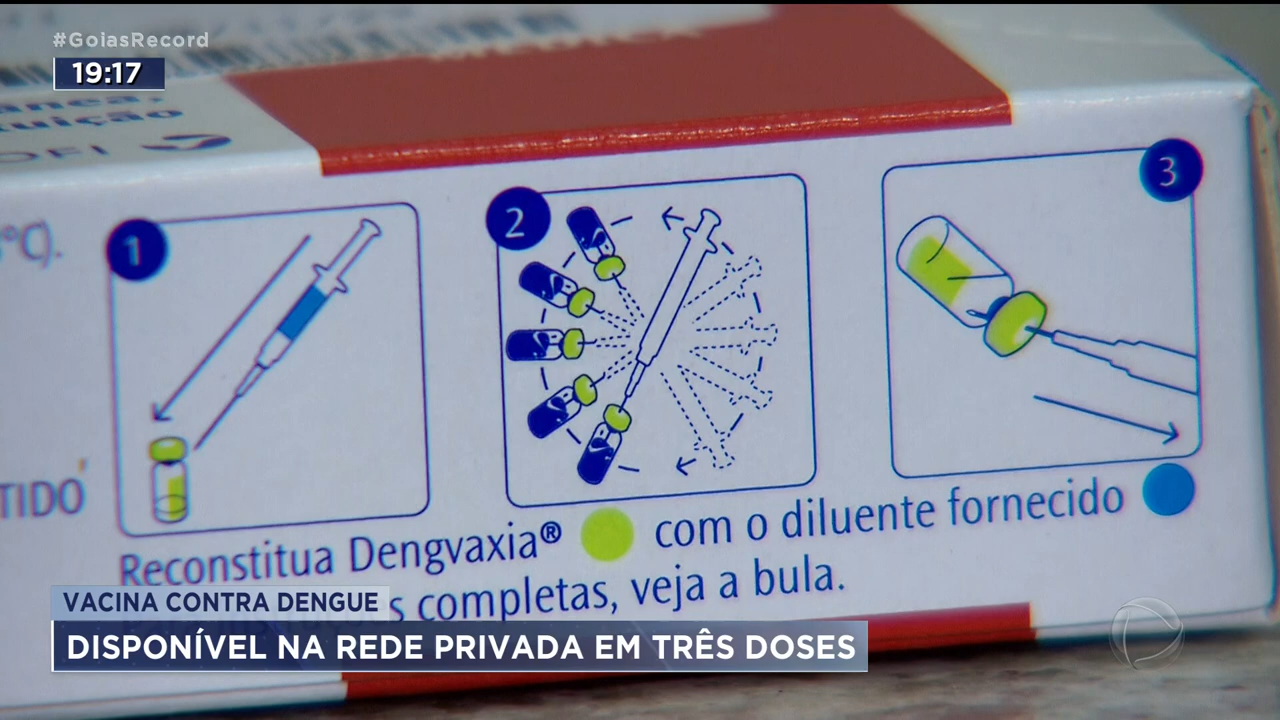 #GoiasRecord
19:17
1
2
3
Reconstitua Dengvaxia® com o diluente fornecido
completas, veja a bula.
VACINA CONTRA DENGUE
DISPONÍVEL NA REDE PRIVADA EM TRÊS DOSES